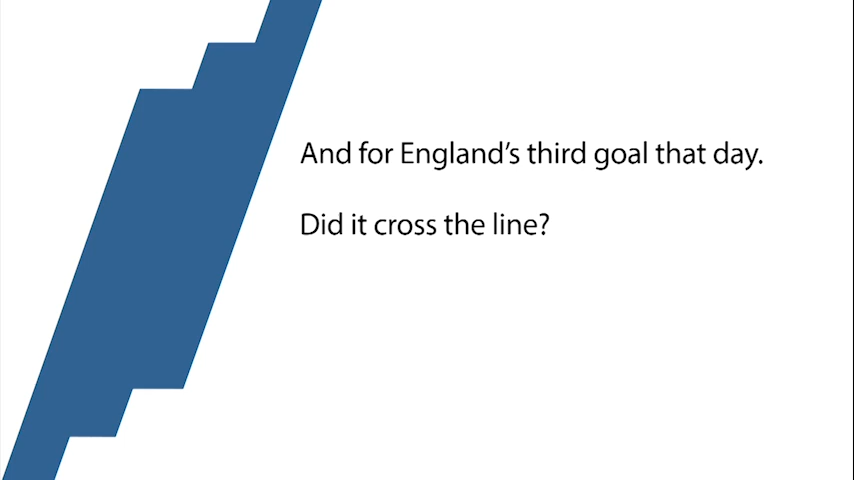 And for England’s third goal that day.
Did it cross the line?